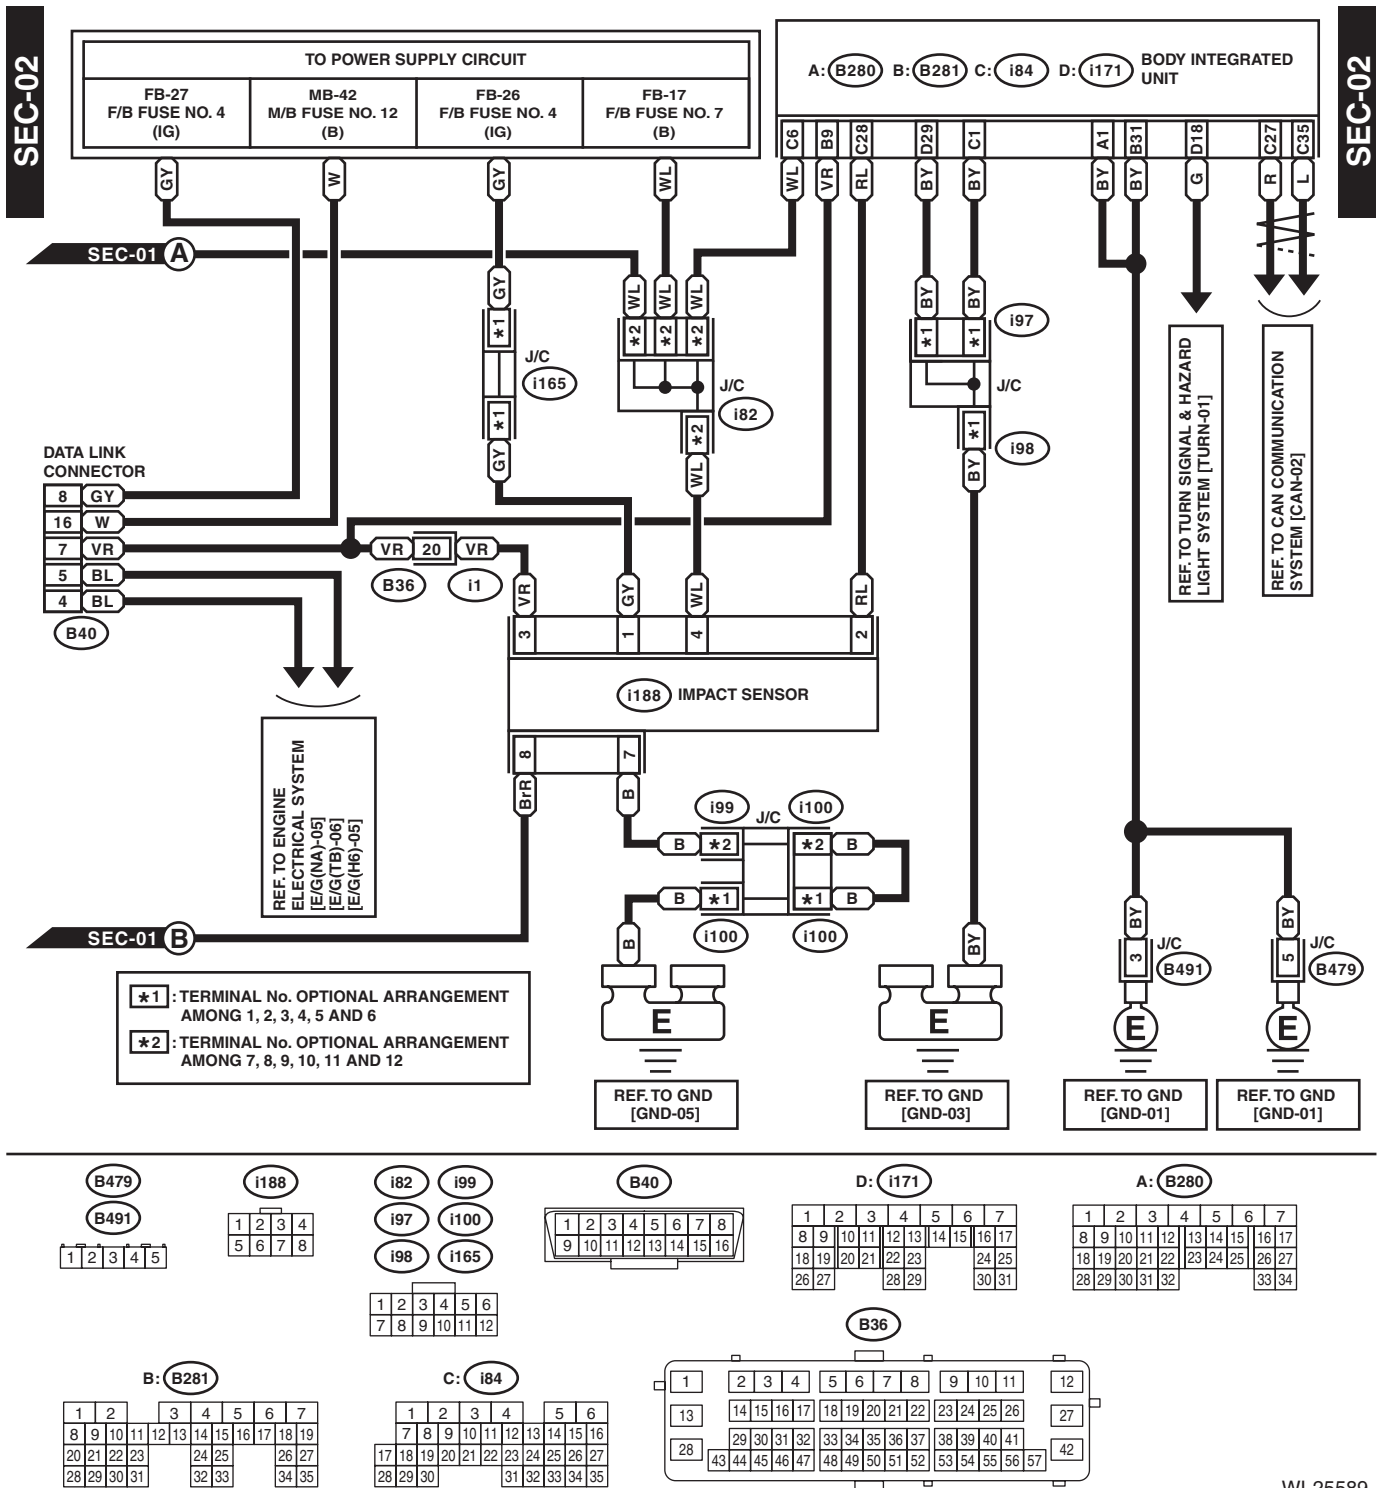 SEC-02
SEC-02
TO POWER SUPPLY CIRCUIT
FB-27
F/B FUSE NO. 4
(IG)
MB-42
M/B FUSE NO. 12
(B)
FB-26
F/B FUSE NO. 4
(IG)
FB-17
F/B FUSE NO. 7
(B)
A: B280 B: B281 C: i84 D: i171 BODY INTEGRATED
UNIT
C6 B9 C28 D29 C1 A1 B31 D18 C27 C35
GY W GY WL WL VR RL BY BY BY BY G R L
SEC-01 A
GY WL WL WL BY BY
*1 *2 *2 *2 *1 *1 i97
J/C
i165
J/C
i82
J/C
*1 *2 *1 i98
GY WL BY
REF. TO TURN SIGNAL & HAZARD
LIGHT SYSTEM [TURN-01]
REF. TO CAN COMMUNICATION
SYSTEM [CAN-02]
DATA LINK
CONNECTOR
8 GY
16 W
7 VR
5 BL
4 BL
B40
VR 20 VR
B36 i1
VR GY WL RL
3 1 4 2
i188 IMPACT SENSOR
8 7
BrR B
REF. TO ENGINE
ELECTRICAL SYSTEM
[E/G(NA)-05]
[E/G(TB)-06]
[E/G(H6)-05]
i99 J/C i100
B *2 *2 B
B *1 *1 B
i100 i100
SEC-01 B
B BY BY BY
3 J/C
B491
5 J/C
B479
E E E E
*1 : TERMINAL No. OPTIONAL ARRANGEMENT
AMONG 1, 2, 3, 4, 5 AND 6
*2 : TERMINAL No. OPTIONAL ARRANGEMENT
AMONG 7, 8, 9, 10, 11 AND 12
REF. TO GND
[GND-05]
REF. TO GND
[GND-03]
REF. TO GND
[GND-01]
REF. TO GND
[GND-01]
B479
B491
1 2 3 4 5
i188
1 2 3 4
5 6 7 8
i82 i99
i97 i100
i98 i165
1 2 3 4 5 6
7 8 9 10 11 12
B40
1 2 3 4 5 6 7 8
9 10 11 12 13 14 15 16
D: i171
1 2 3 4 5 6 7
8 9 10 11 12 13 14 15 16 17
18 19 20 21 22 23 24 25
26 27 28 29 30 31
A: B280
1 2 3 4 5 6 7
8 9 10 11 12 13 14 15 16 17
18 19 20 21 22 23 24 25 26 27
28 29 30 31 32 33 34
B: B281
1 2 3 4 5 6 7
8 9 10 11 12 13 14 15 16 17 18 19
20 21 22 23 24 25 26 27
28 29 30 31 32 33 34 35
C: i84
1 2 3 4 5 6
7 8 9 10 11 12 13 14 15 16
17 18 19 20 21 22 23 24 25 26 27
28 29 30 31 32 33 34 35
B36
1 2 3 4 5 6 7 8 9 10 11 12
13 14 15 16 17 18 19 20 21 22 23 24 25 26 27
28 29 30 31 32 33 34 35 36 37 38 39 40 41 42
43 44 45 46 47 48 49 50 51 52 53 54 55 56 57
WI-25589